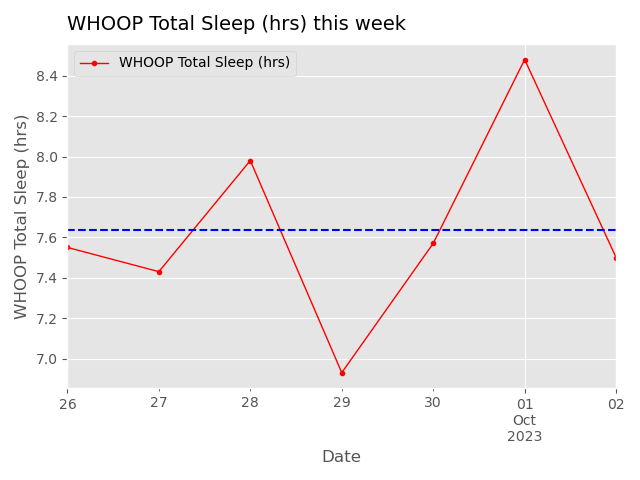 WHOOP Total Sleep (hrs) this week
WHOOP Total Sleep (hrs)
WHOOP Total Sleep (hrs)
8.4
8.2
8.0
7.8
7.6
7.4
7.2
7.0
26 27 28 29 30 01 02
Oct
2023
Date